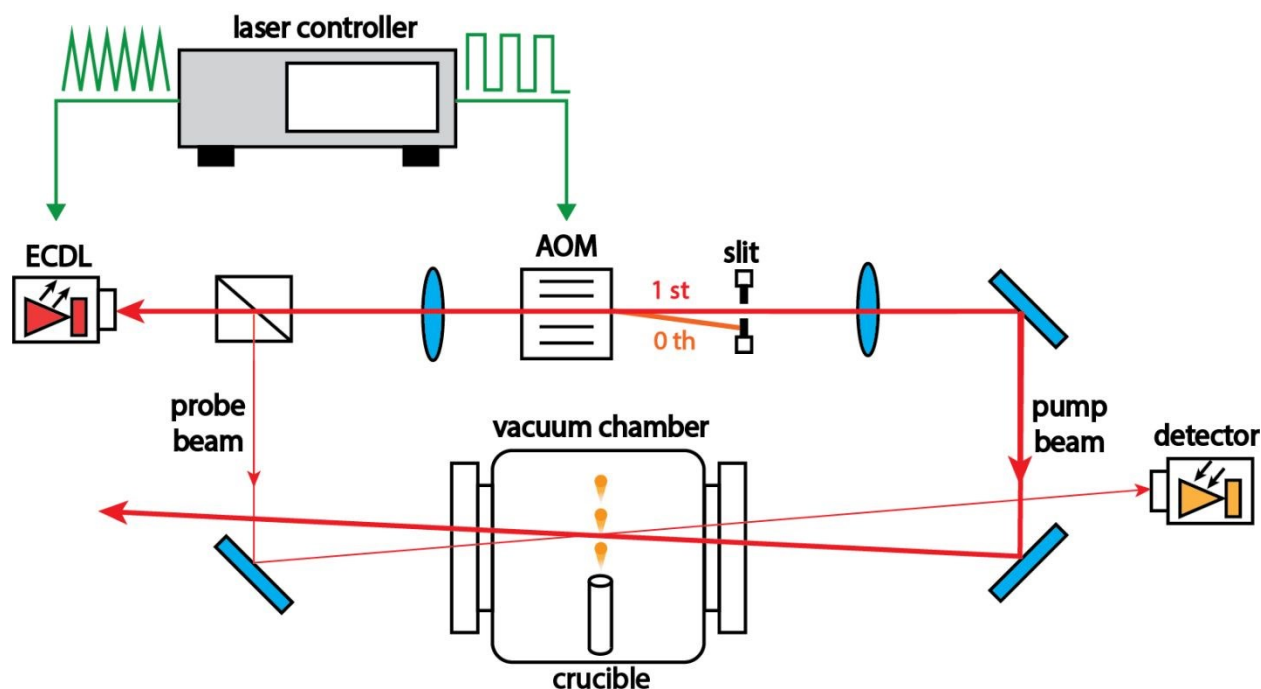 laser controller
ECDL
AOM
slit
1 st
0 th
probe
beam
vacuum chamber
pump
beam
detector
crucible